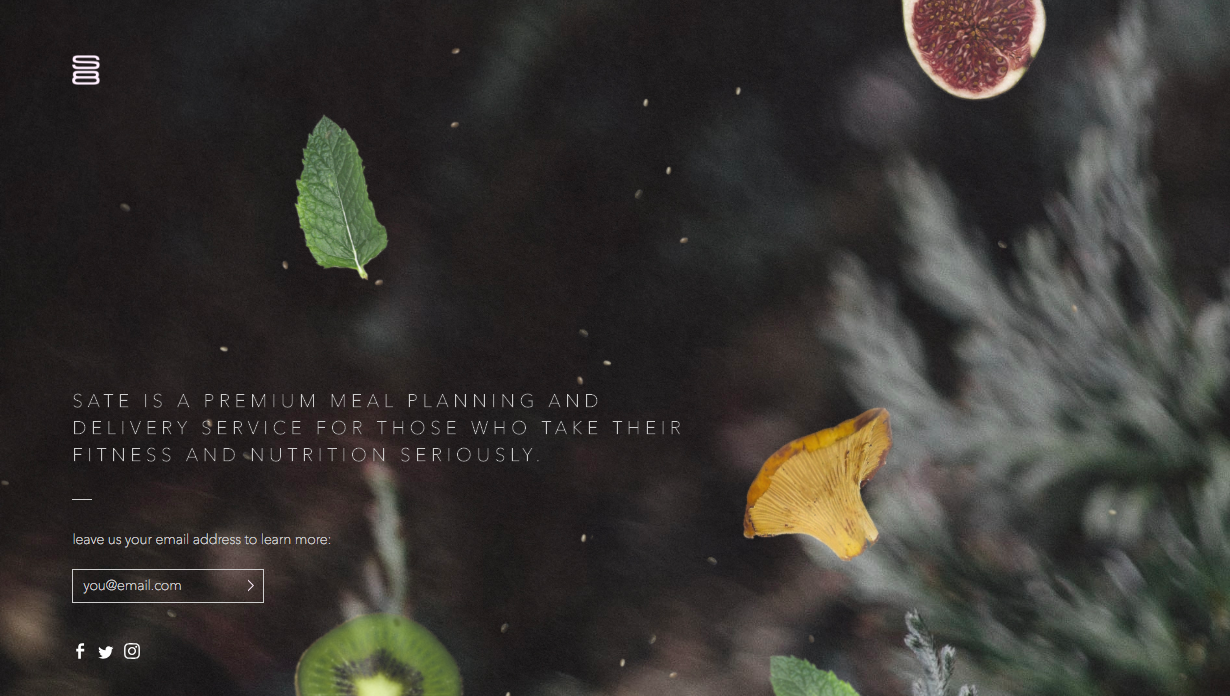 SATE IS A PREMIUM MEAL PLANNING AND
DELIVERY SERVICE FOR THOSE WHO TAKE THEIR
FITNESS AND NUTRITION SERIOUSLY.
leave us your email address to learn more:
you@email.com